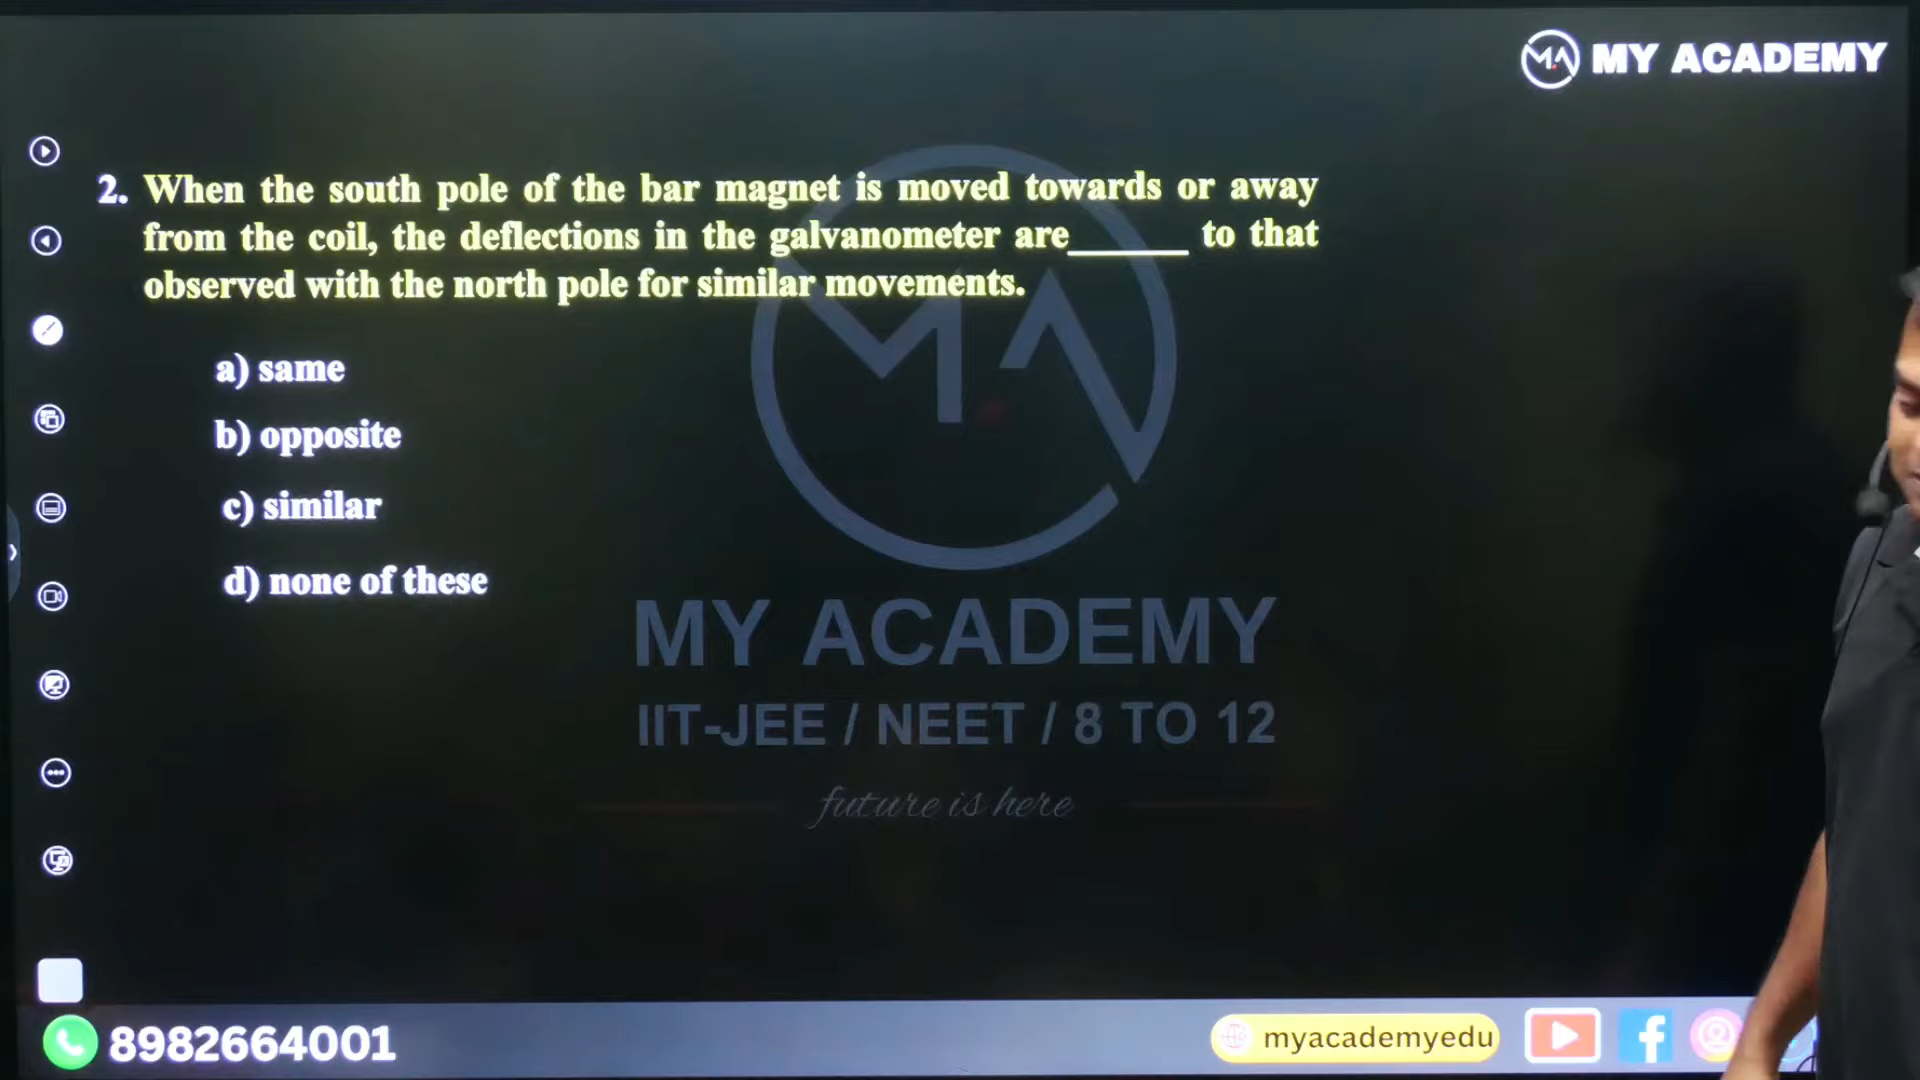 MY ACADEMY
2. When the south pole of the bar magnet is moved towards or away
from the coil, the deflections in the galvanometer are______ to that
observed with the north pole for similar movements.
a) same
b) opposite
c) similar
d) none of these
MA
MY ACADEMY
IIT-JEE / NEET / 8 TO 12
future is here
8982664001
myacademyedu